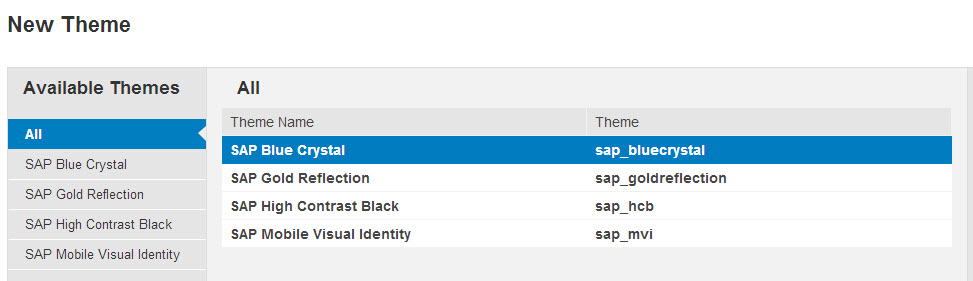 New Theme
Available Themes
All
SAP Blue Crystal
SAP Gold Reflection
SAP High Contrast Black
SAP Mobile Visual Identity
All
Theme Name Theme
SAP Blue Crystal sap_bluecrystal
SAP Gold Reflection sap_goldreflection
SAP High Contrast Black sap_hcb
SAP Mobile Visual Identity sap_mvi